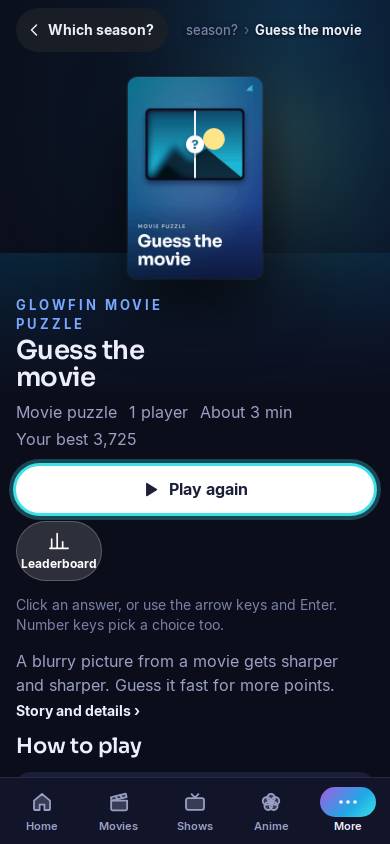 Which season?
season? › Guess the movie
?
MOVIE PUZZLE
Guess the
movie
GLOWFIN MOVIE
PUZZLE
Guess the
movie
Movie puzzle 1 player About 3 min
Your best 3,725
Play again
Leaderboard
Click an answer, or use the arrow keys and Enter.
Number keys pick a choice too.
A blurry picture from a movie gets sharper
and sharper. Guess it fast for more points.
Story and details ›
How to play
Home Movies Shows Anime More